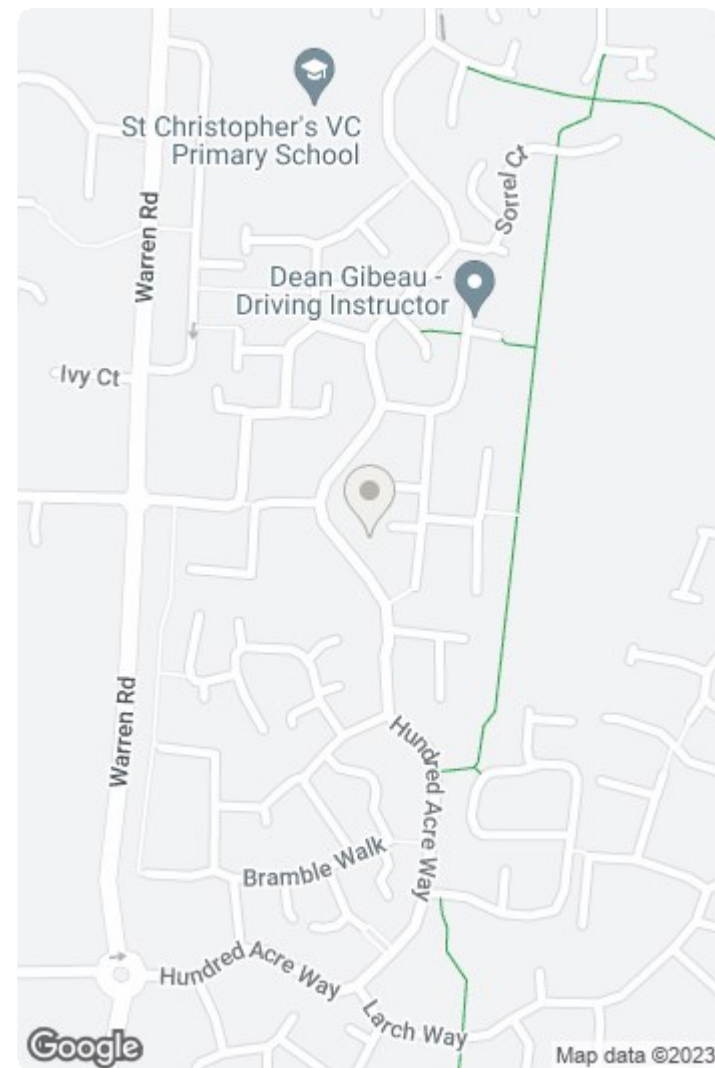 St Christopher's VC
Primary School
Sorrel Ct
Warren Rd
Dean Gibeau -
Driving Instructor
Ivy Ct
Warren Rd
Hundred Acre Way
Bramble Walk
Hundred Acre Way
Larch Way
Google
Map data ©2023